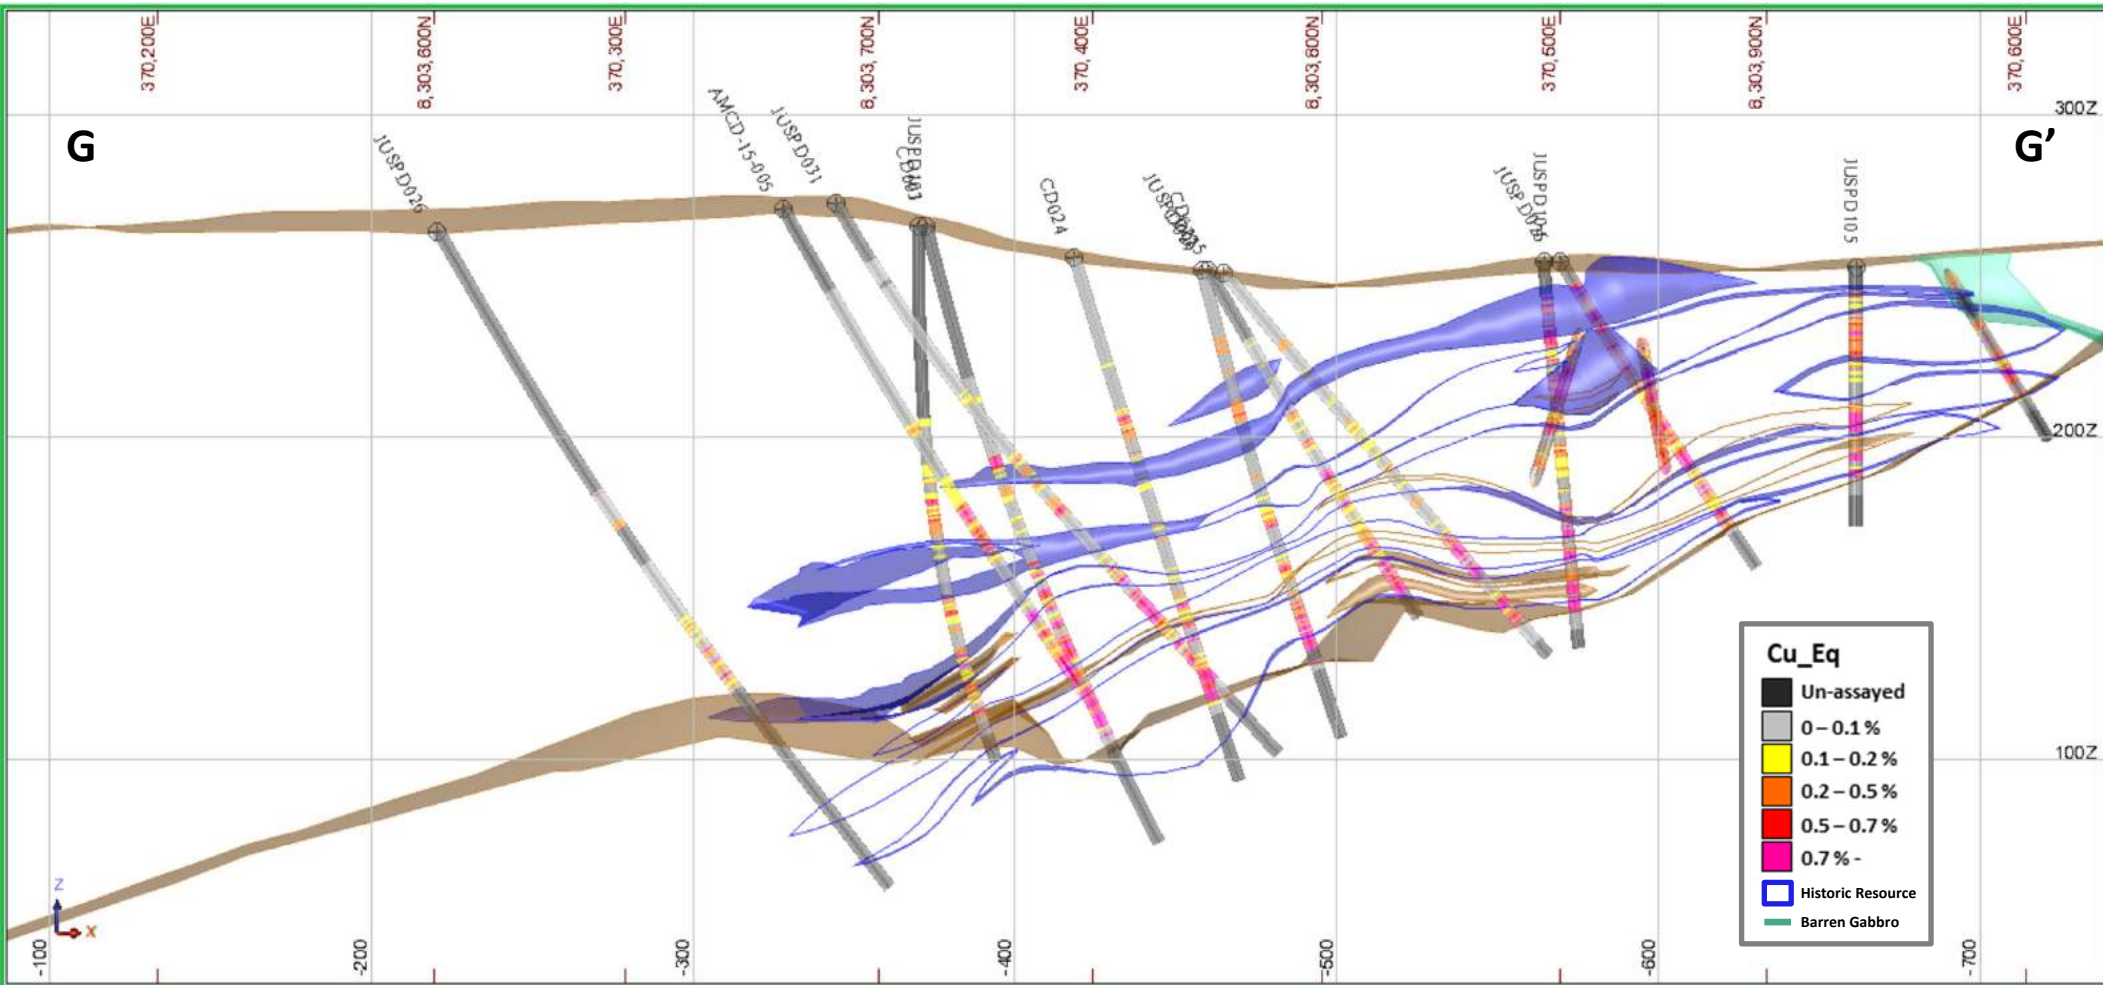 370,200E
8,303,600N
370,300E
8,303,700N
370,400E
8,303,800N
370,500E
8,303,900N
370,600E
300Z
G
G'
JUSPD026
AMCD-15-005
JUSPD031
CD024
JUSPD105
200Z
100Z
Cu_Eq
Un-assayed
0 – 0.1 %
0.1 – 0.2 %
0.2 – 0.5 %
0.5 – 0.7 %
0.7 % -
Historic Resource
Barren Gabbro
Z
X
-100
-200
-300
-400
-500
-600
-700